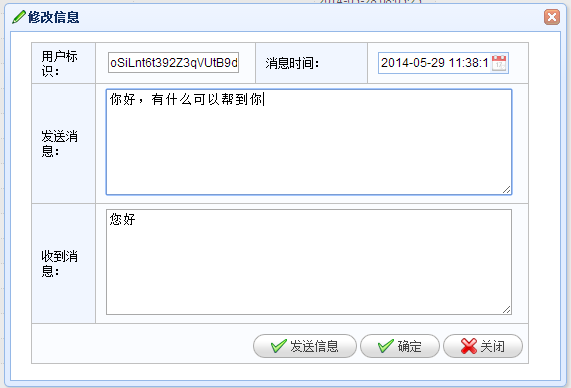 修改信息
用户标识：
oSiLnt6t392Z3qVUtB9d
消息时间：
2014-05-29 11:38:1
发送消息：
你好，有什么可以帮到你
收到消息：
您好
发送信息
确定
关闭